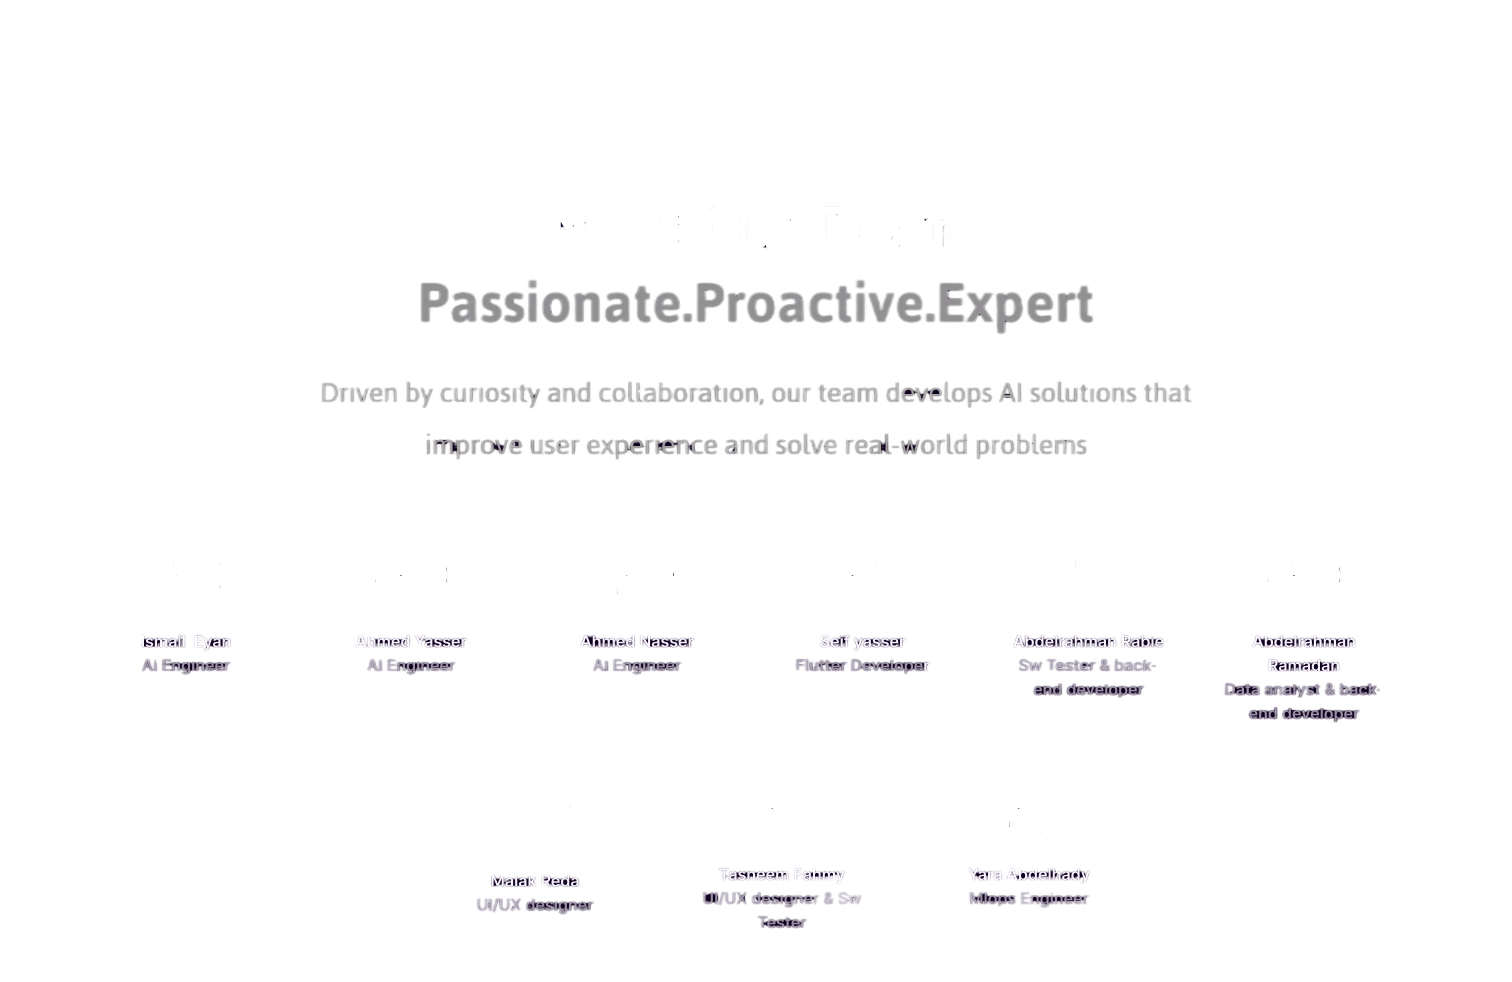 Passionate.Proactive.Expert
Driven by curiosity and collaboration, our team develops AI solutions that
improve user experience and solve real-world problems
Ahmed Yasser
Ahmed Nasser
Seif yasser
Abdelrahman Rabie
Abdelrahman
Ai Engineer
AI Engineer
Ai Engineer
Flutter Developer
Sw Tester & back-
Ramadan
end developer
Data analyst & back-
end developer
Malak Reda
Tasneem Fahmy
Yara Abdelhady
UI/UX designer
UI/UX designer & Sw
Mlops Engineer
Tester